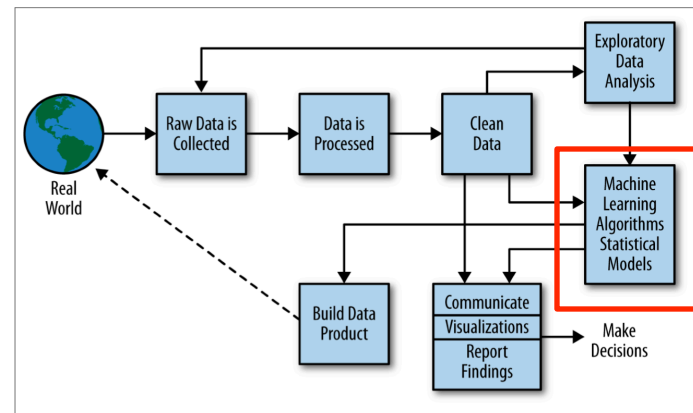 Exploratory
Data
Analysis
Raw Data is
Collected
Data is
Processed
Clean
Data
Real
World
Machine
Learning
Algorithms
Statistical
Models
Build Data
Product
Communicate
Visualizations
Report
Findings
Make
Decisions